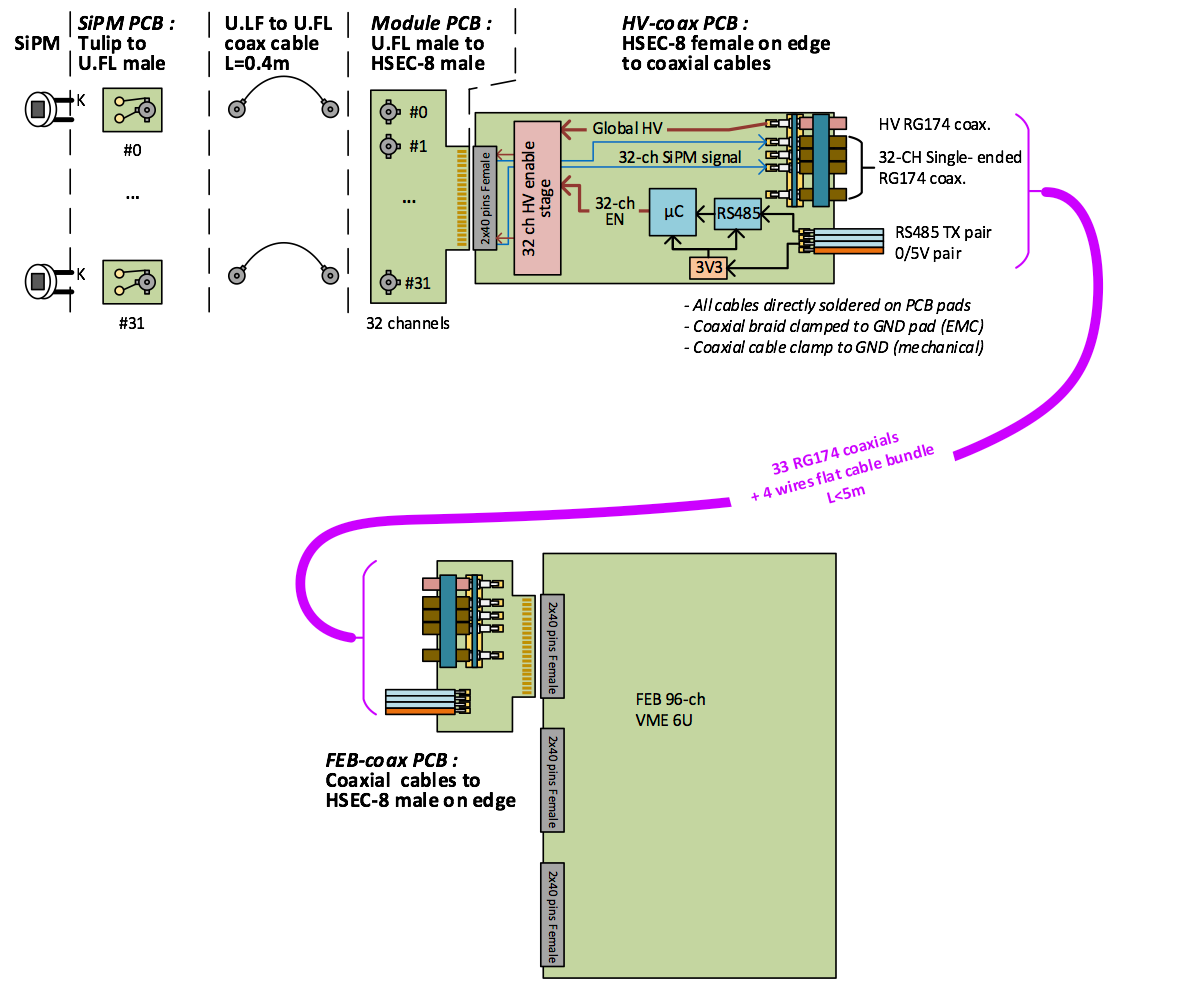 SiPM
SiPM PCB :
Tulip to
U.FL male
U.LF to U.FL
coax cable
L=0.4m
Module PCB :
U.FL male to
HSEC-8 male
HV-coax PCB :
HSEC-8 female on edge
to coaxial cables
K
#0
...
K
#31
#0
#1
...
#31
32 channels
2x40 pins Female
32 ch HV enable
stage
Global HV
32-ch SiPM signal
32-ch
EN
µC
RS485
3V3
HV RG174 coax.
32-CH Single- ended
RG174 coax.
RS485 TX pair
0/5V pair
- All cables directly soldered on PCB pads
- Coaxial braid clamped to GND pad (EMC)
- Coaxial cable clamp to GND (mechanical)
33 RG174 coaxials
+ 4 wires flat cable bundle
L<5m
2x40 pins Female
2x40 pins Female
2x40 pins Female
FEB 96-ch
VME 6U
FEB-coax PCB :
Coaxial cables to
HSEC-8 male on edge